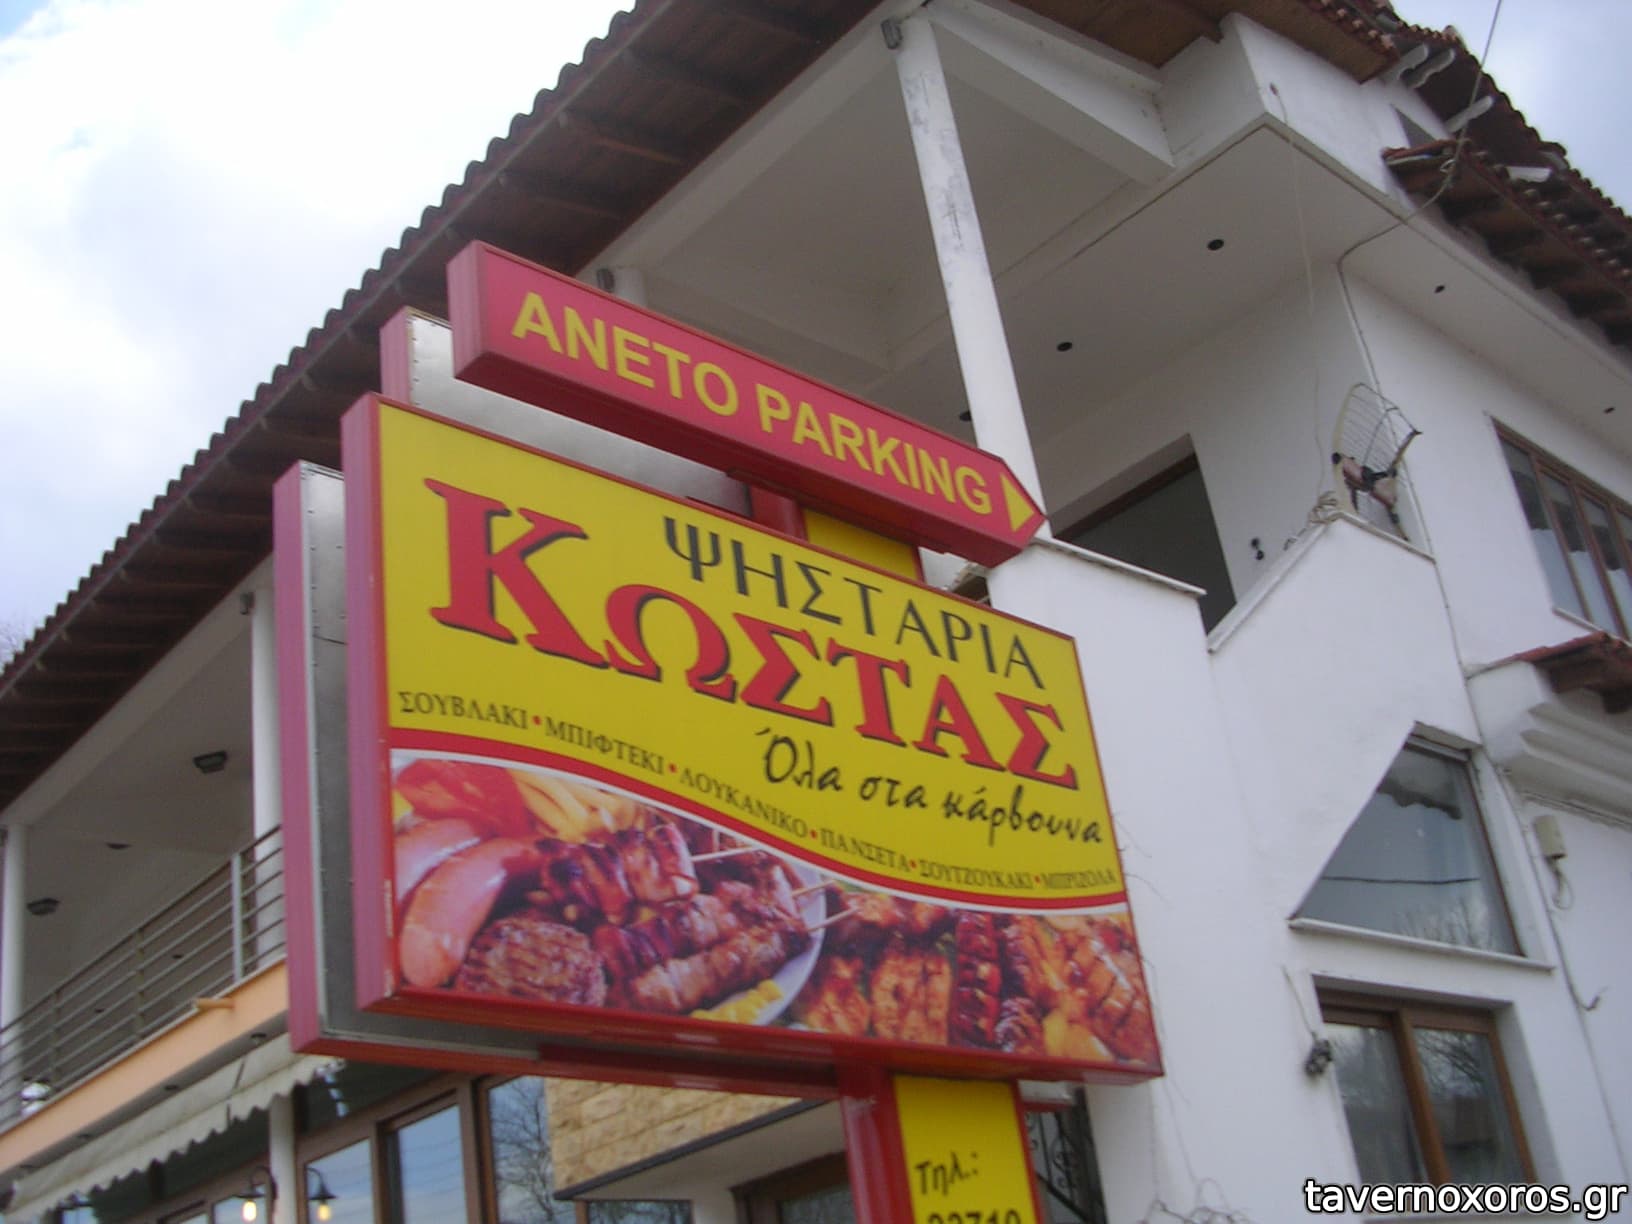 ΑΝΕΤΟ PARKING
ΨΗΣΤΑΡΙΑ
ΚΩΣΤΑΣ
Όλα στα κάρβουνα
ΣΟΥΒΛΑΚΙ • ΜΠΙΦΤΕΚΙ • ΛΟΥΚΑΝΙΚΟ • ΠΑΝΣΕΤΑ • ΣΟΥΤΖΟΥΚΑΚΙ • ΜΠΡΙΖΟΛΑ
τηλ.:
tavernoxoros.gr